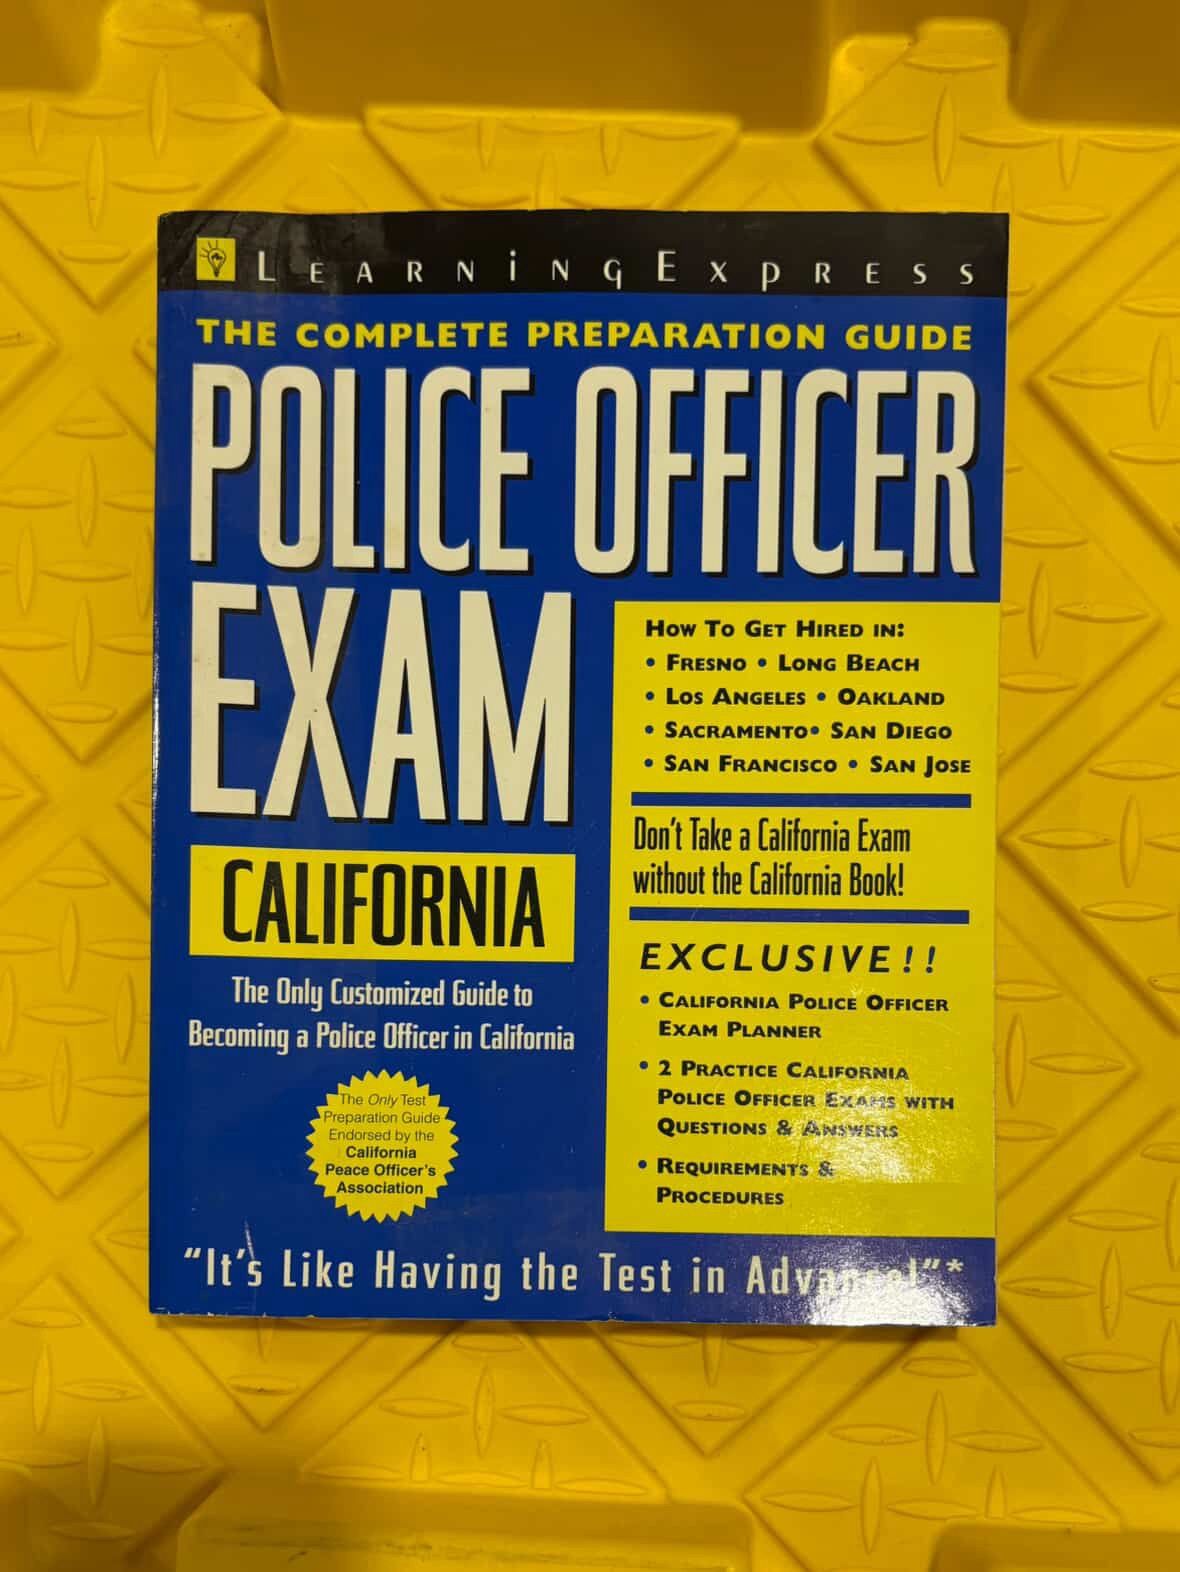 LEARNiNgExpRESS
THE COMPLETE PREPARATION GUIDE
POLICE OFFICER
EXAM
CALIFORNIA
The Only Customized Guide to
Becoming a Police Officer in California
The Only Test
Preparation Guide
Endorsed by the
California
Peace Officer's
Association
HOW TO GET HIRED IN:
• FRESNO • LONG BEACH
• LOS ANGELES • OAKLAND
• SACRAMENTO• SAN DIEGO
• SAN FRANCISCO • SAN JOSE
Don't Take a California Exam
without the California Book!
EXCLUSIVE!!
• CALIFORNIA POLICE OFFICER
EXAM PLANNER
• 2 PRACTICE CALIFORNIA
POLICE OFFICER EXAMS WITH
QUESTIONS & ANSWERS
• REQUIREMENTS &
PROCEDURES
"It's Like Having the Test in Advance!"*